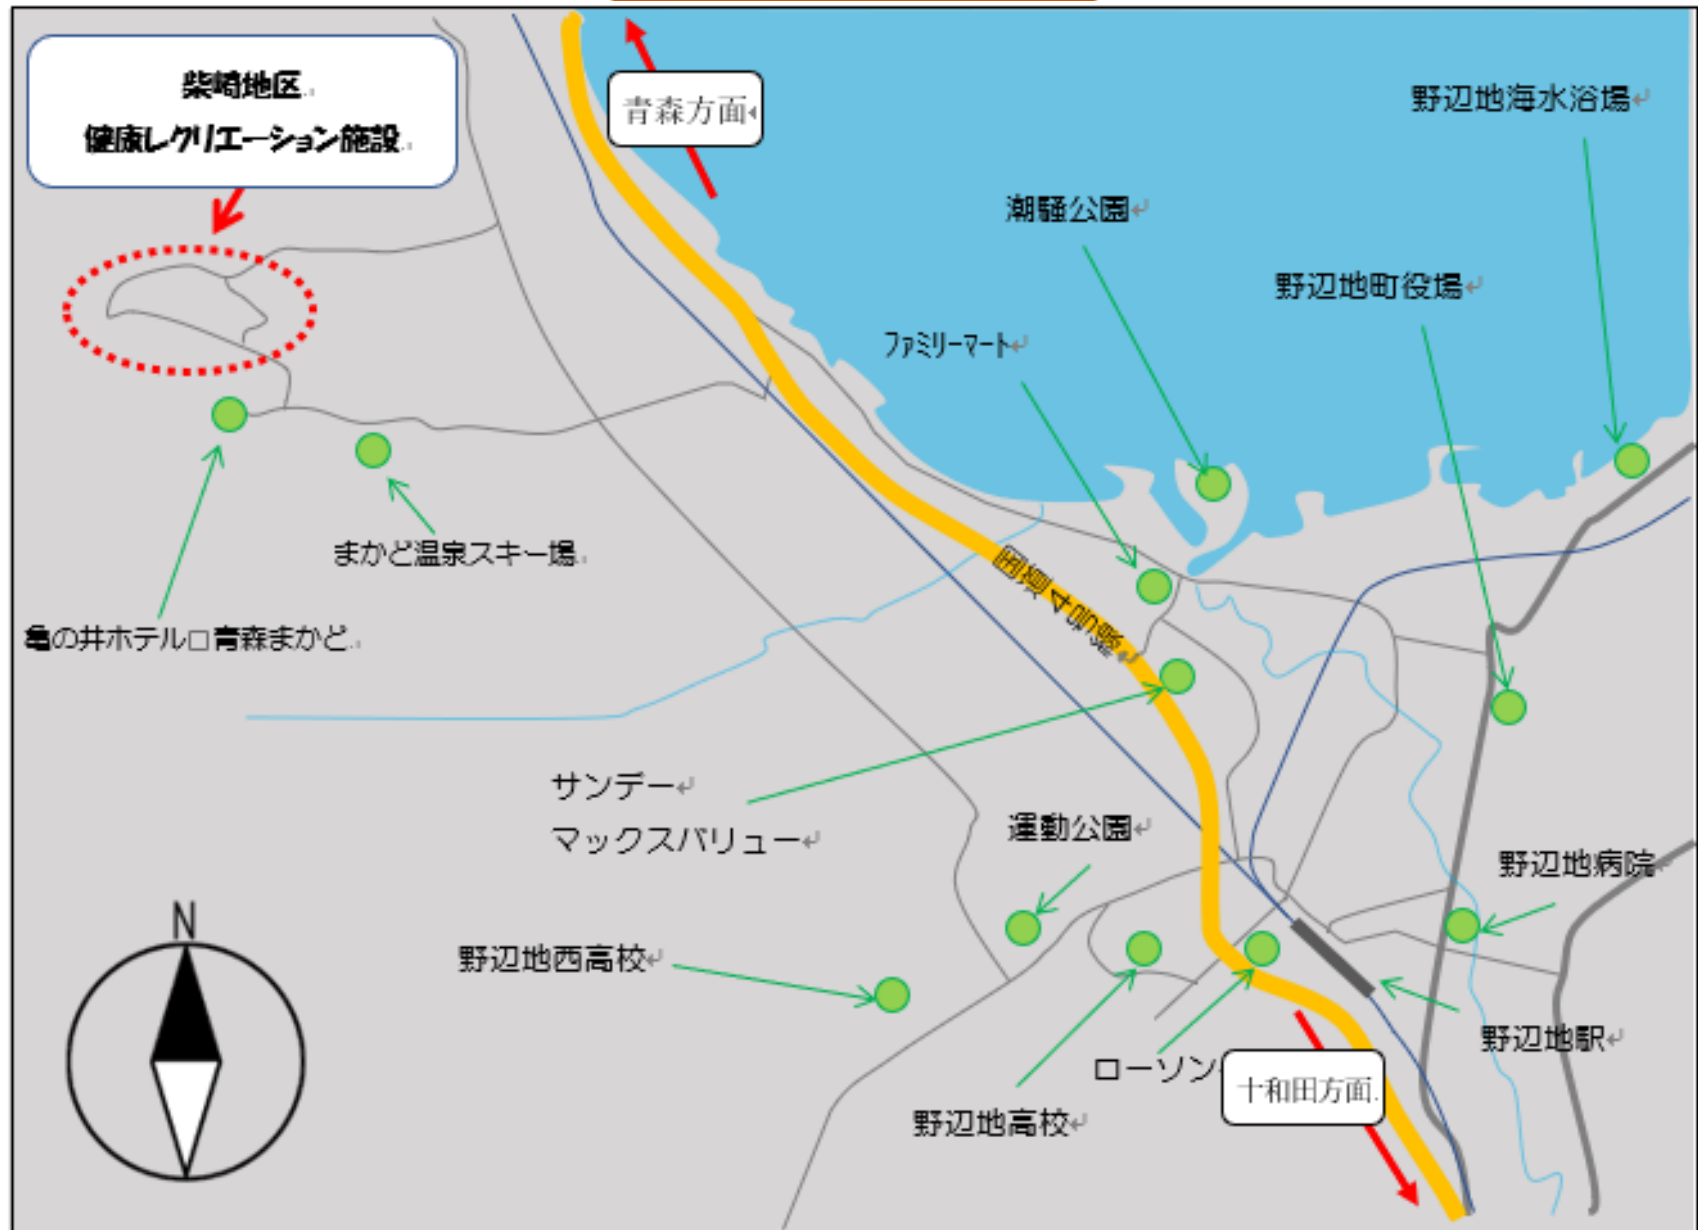 柴崎地区
健康レクリエーション施設
青森方面
野辺地海水浴場
潮騒公園
野辺地町役場
ファミリーマート
まかど温泉スキー場
国道4号線
亀の井ホテル□青森まかど
サンデー
マックスバリュー
運動公園
野辺地病院
N
野辺地西高校
野辺地駅
ローソン
十和田方面
野辺地高校